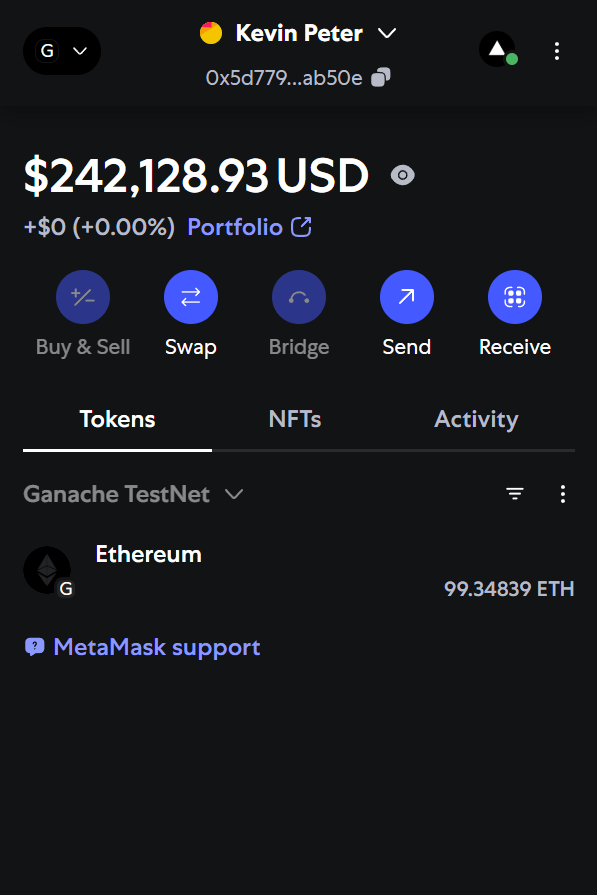 G
Kevin Peter
0x5d779...ab50e
$242,128.93 USD
+$0 (+0.00%) Portfolio
Buy & Sell Swap Bridge Send Receive
Tokens NFTs Activity
Ganache TestNet
Ethereum
G
99.34839 ETH
? MetaMask support